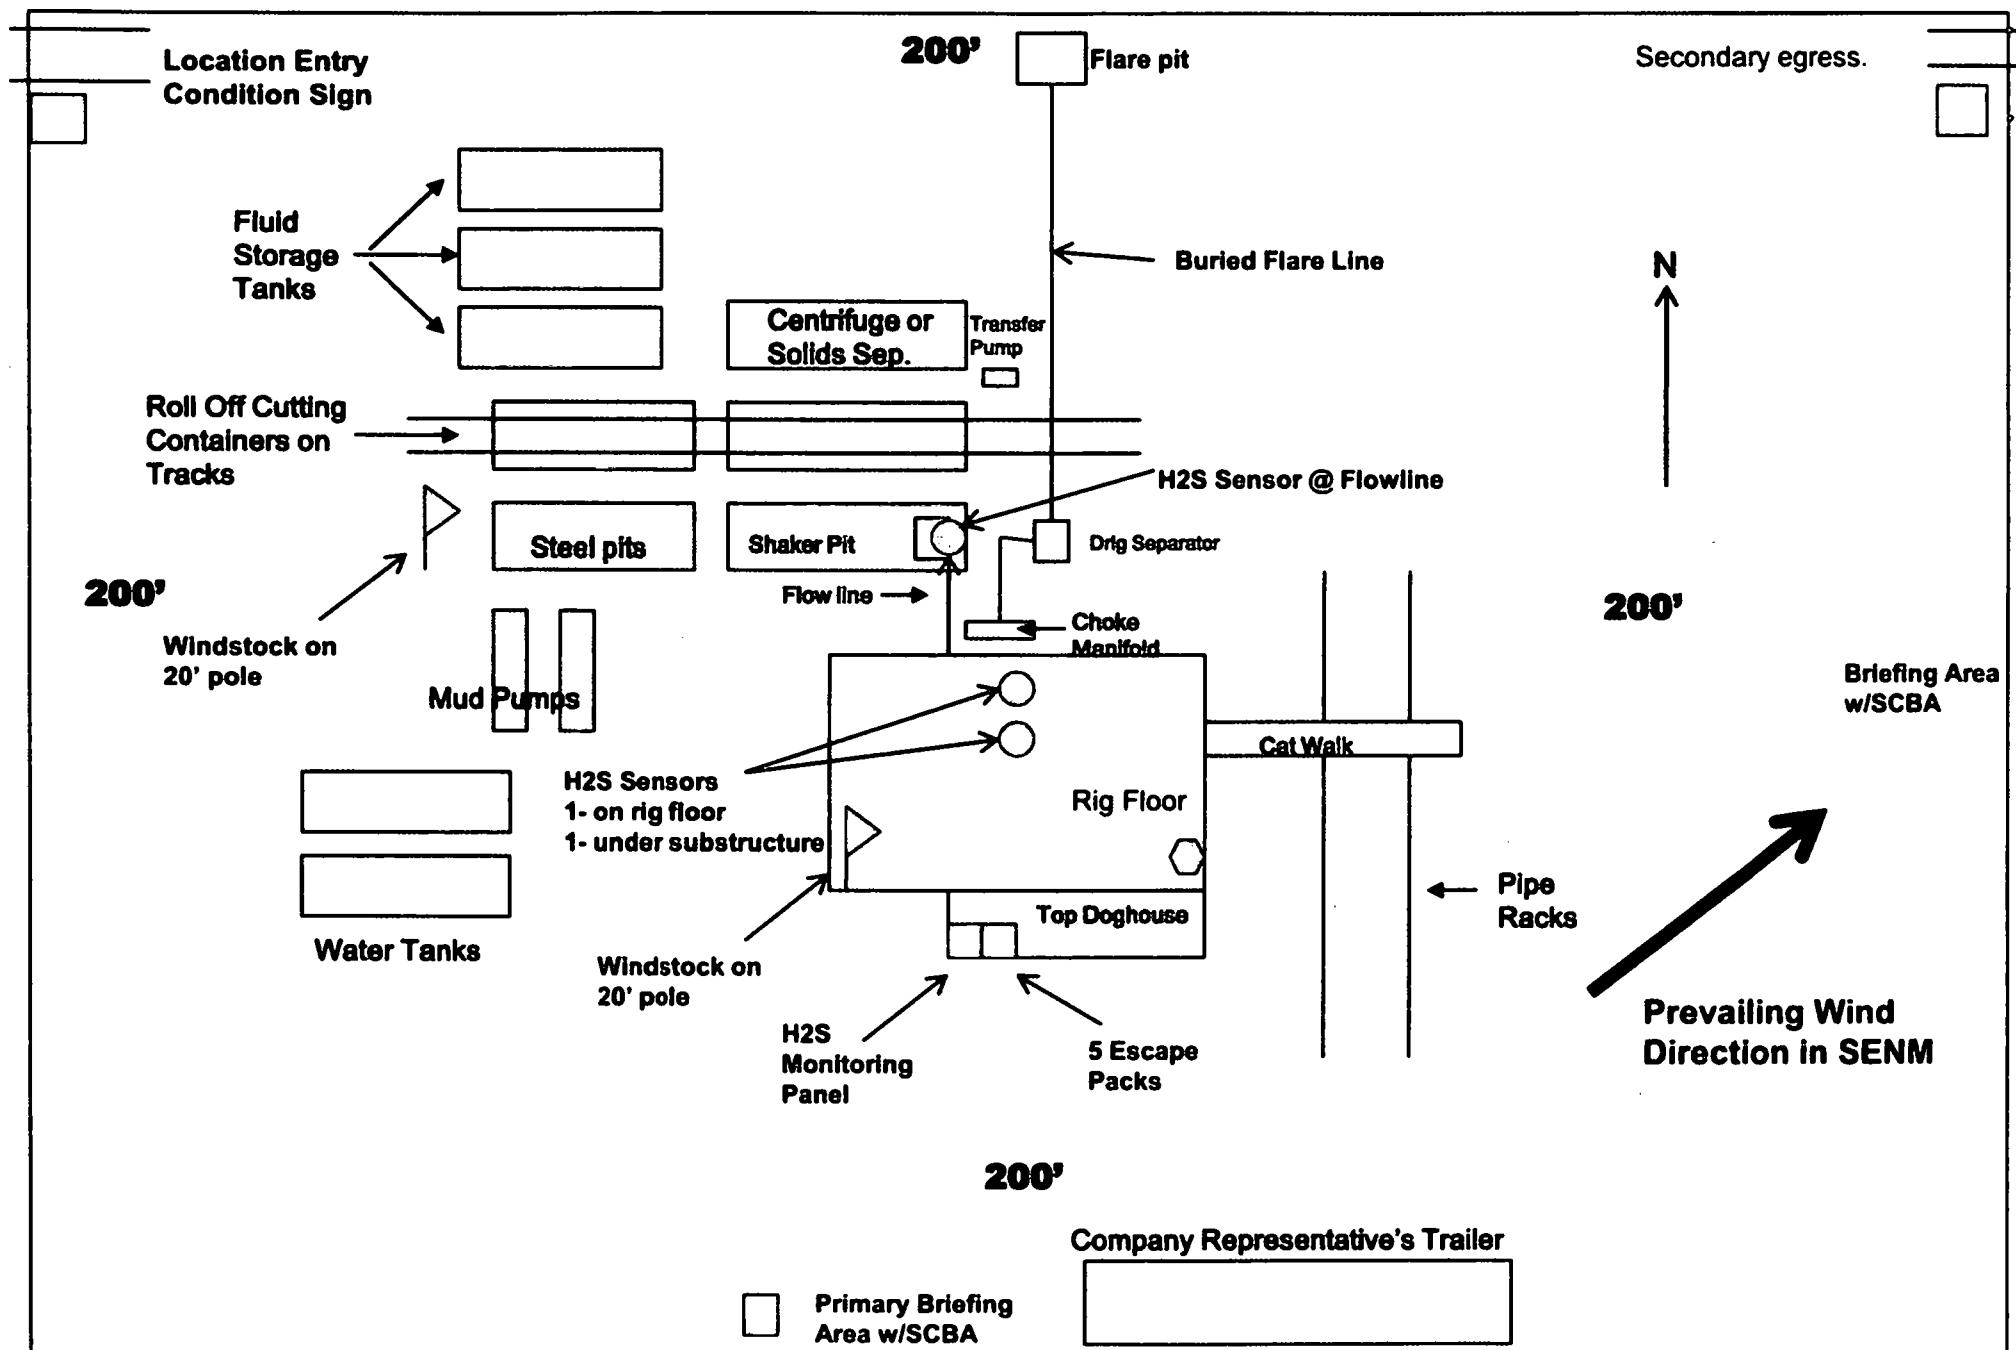 Location Entry
Condition Sign
200'
Flare pit
Secondary egress.
Fluid
Storage
Tanks
Buried Flare Line
N
Centrifuge or
Solids Sep.
Transfer
Pump
Roll Off Cutting
Containers on
Tracks
H2S Sensor @ Flowline
Steel pits
Shaker Pit
Drlg Separator
200'
Flow line
200'
Windstock on
20' pole
Choke
Manifold
Mud Pumps
Briefing Area
w/SCBA
Cat Walk
H2S Sensors
1- on rig floor
1- under substructure
Rig Floor
Pipe
Racks
Top Doghouse
Water Tanks
Windstock on
20' pole
H2S
Monitoring
Panel
5 Escape
Packs
Prevailing Wind
Direction in SENM
200'
Company Representative's Trailer
Primary Briefing
Area w/SCBA